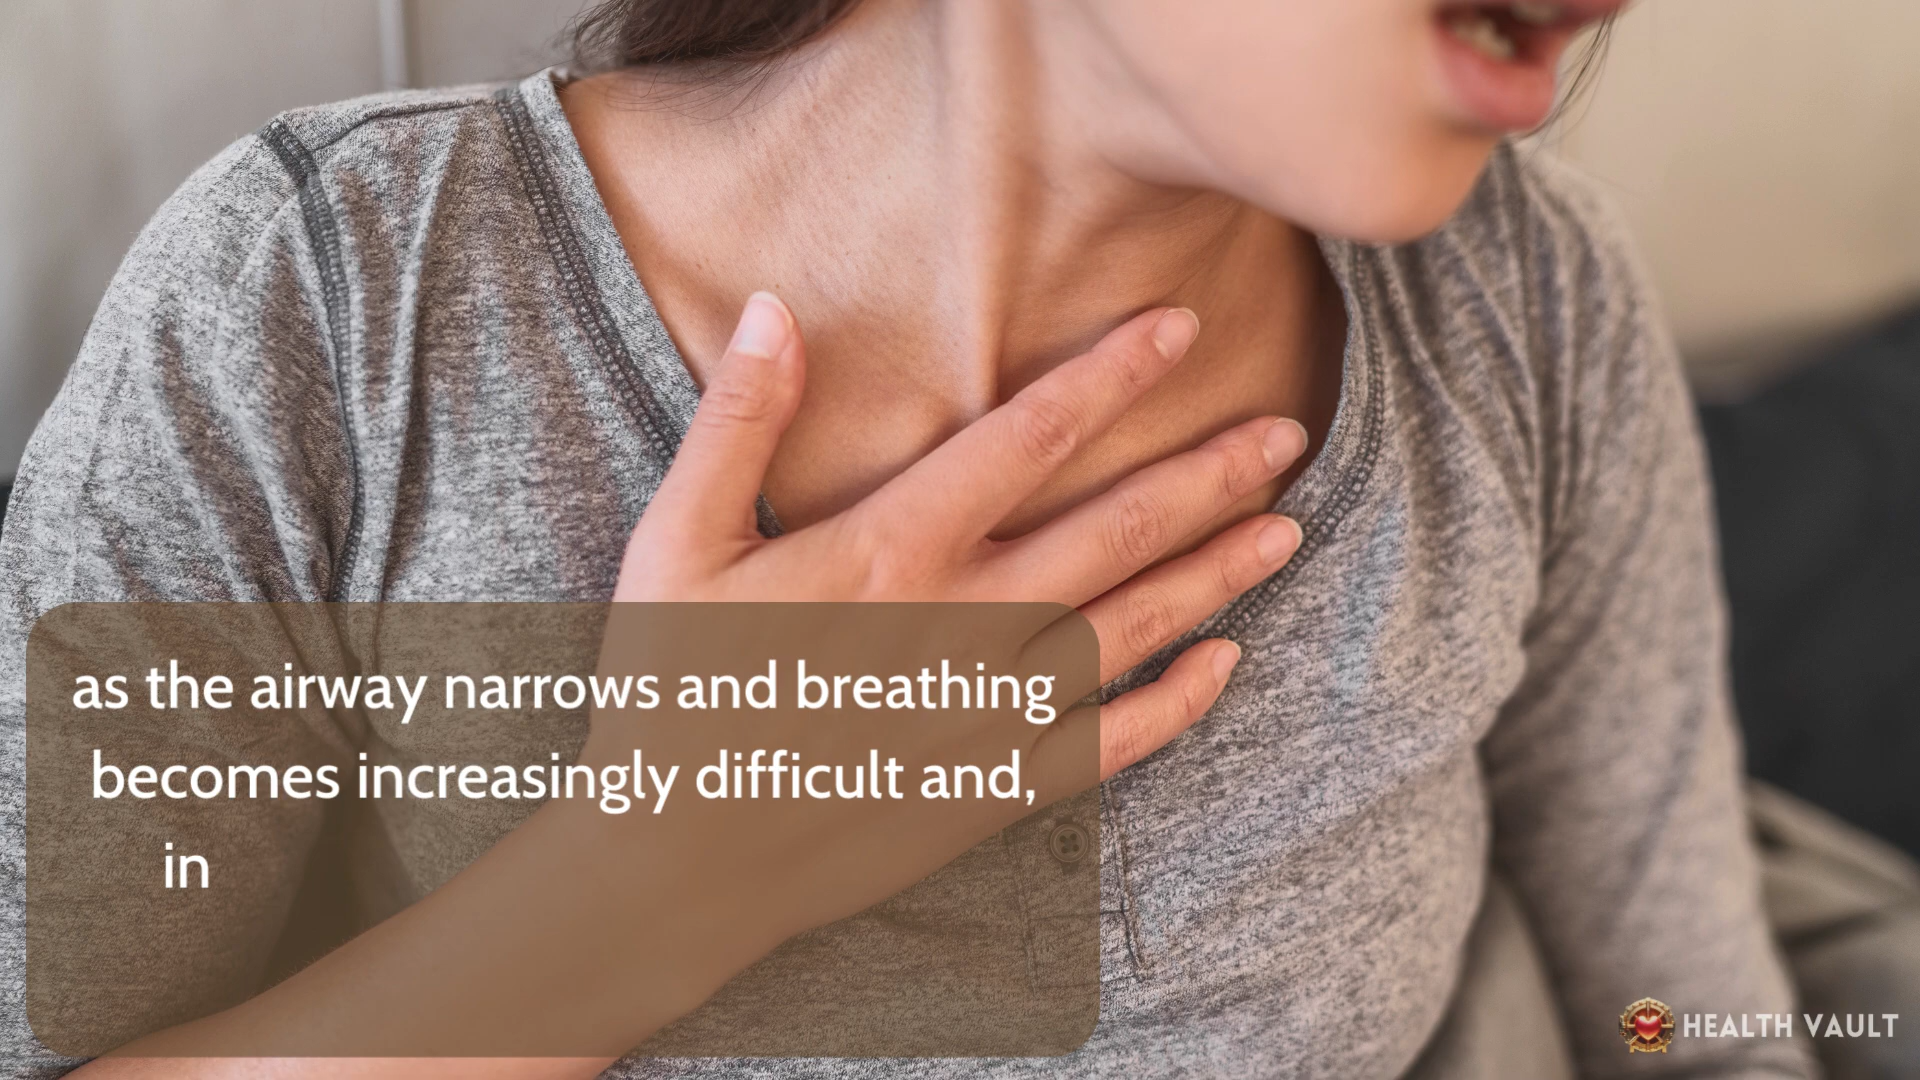 as the airway narrows and breathing
becomes increasingly difficult and,
in
HEALTH VAULT